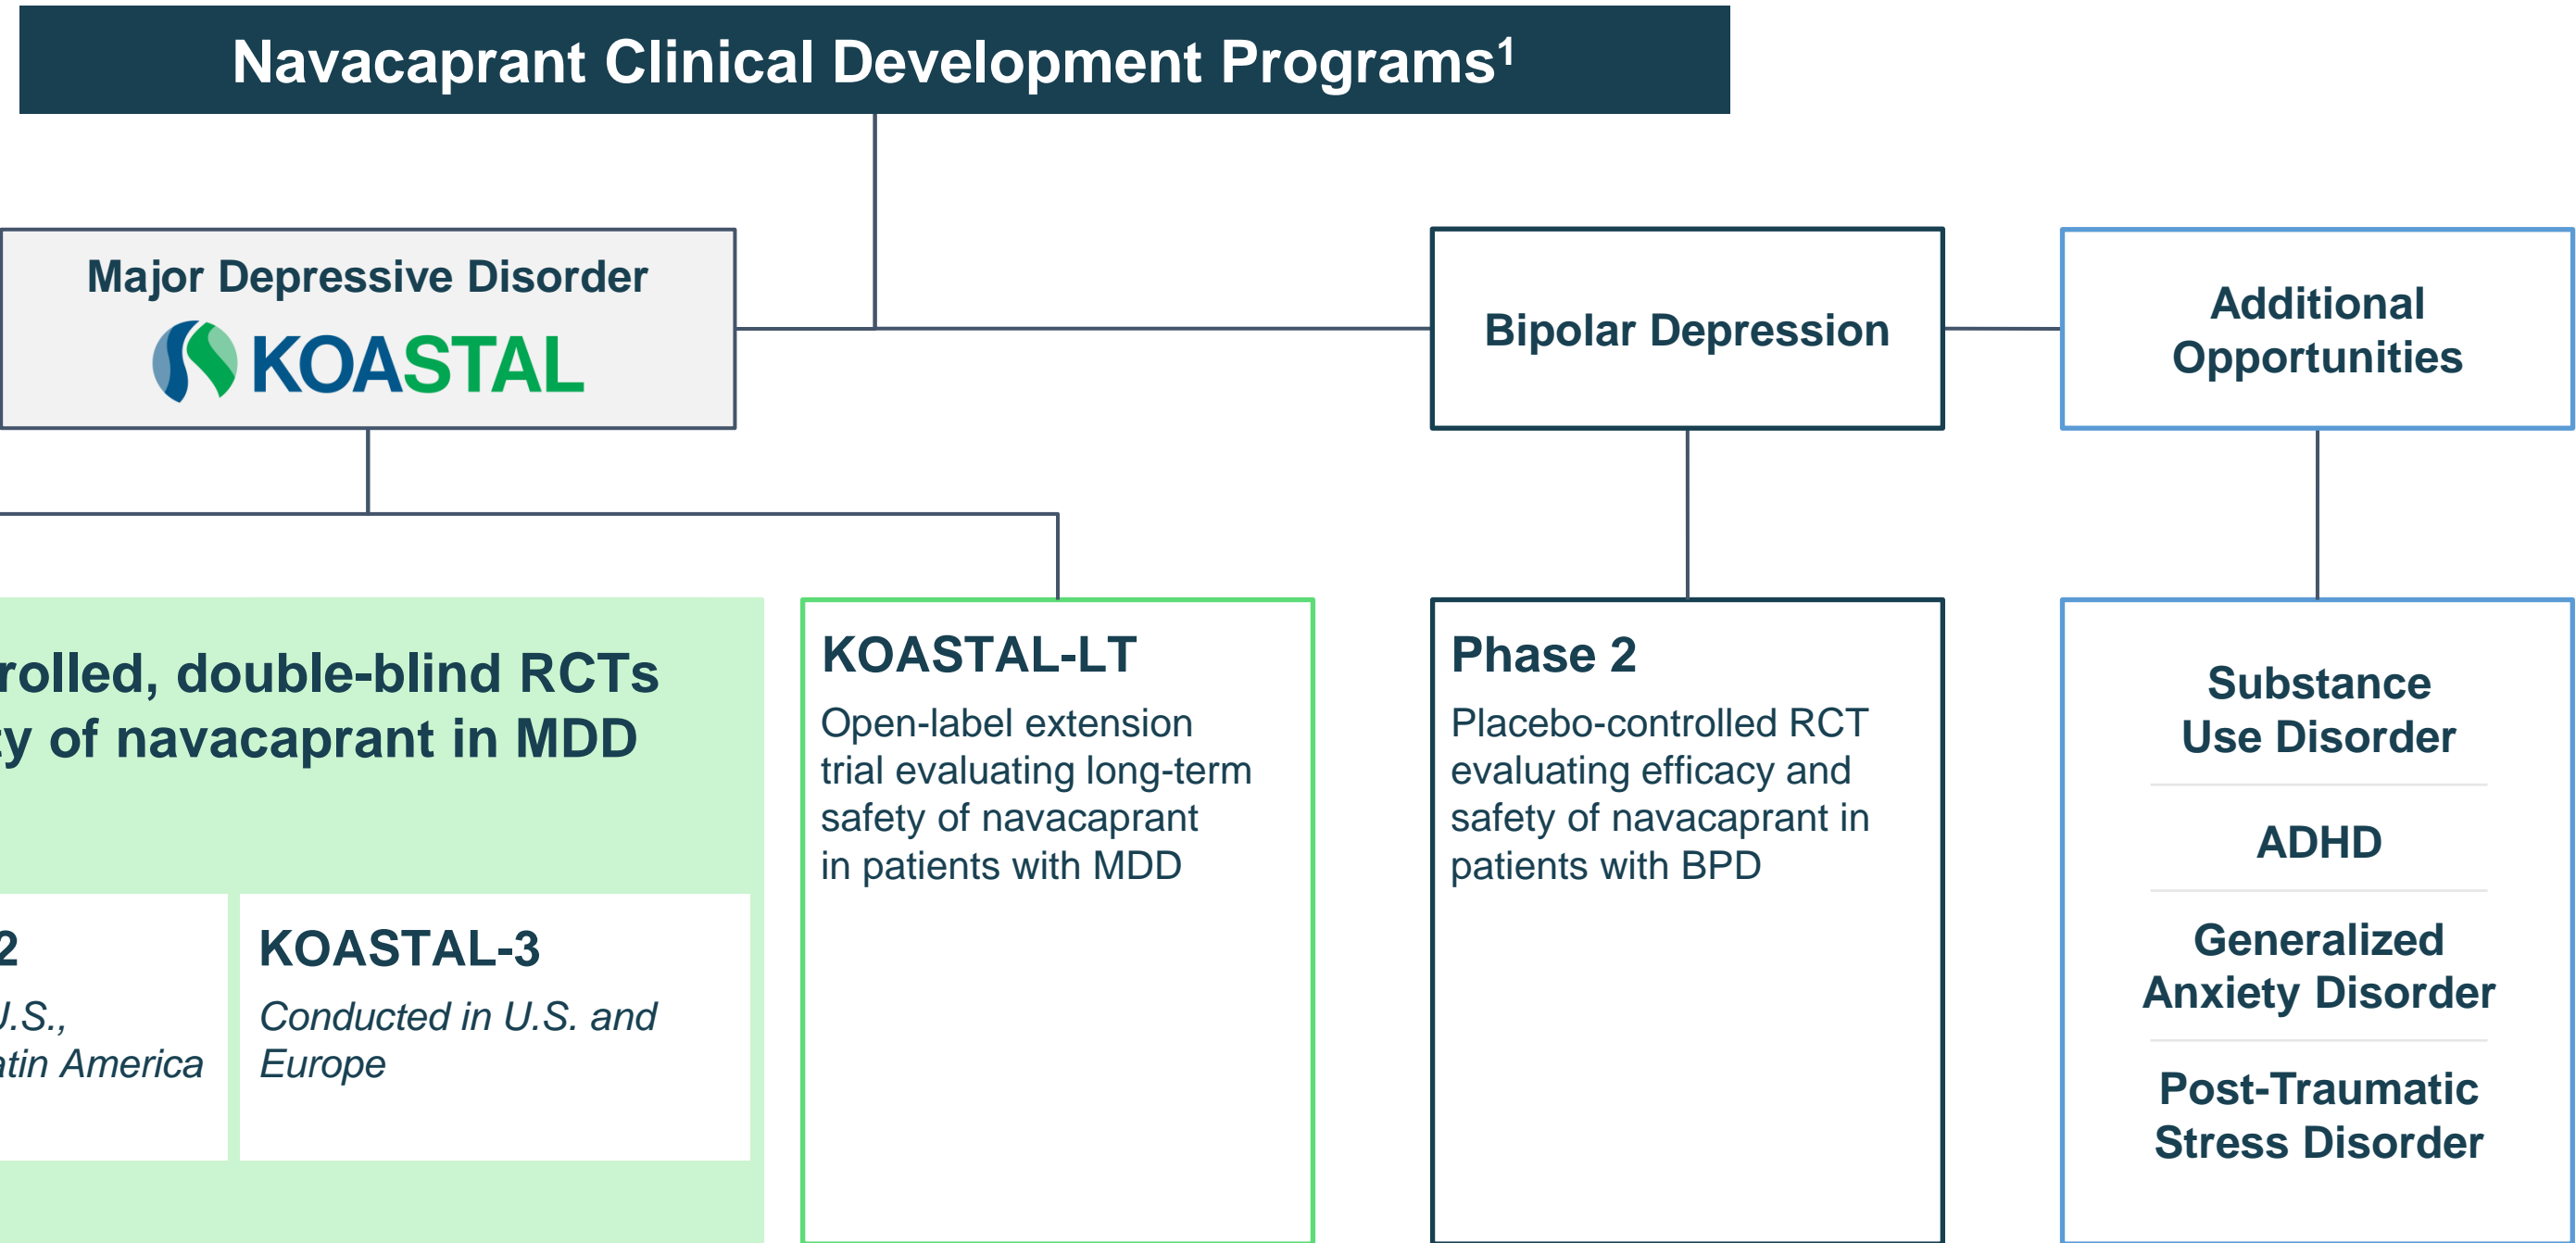 Navacaprant Clinical Development Programs¹
Major Depressive Disorder
KOASTAL
Bipolar Depression
Additional
Opportunities
double-blind RCTs
of navacaprant in MDD
2
U.S.,
America
KOASTAL-3
Conducted in U.S. and
Europe
KOASTAL-LT
Open-label extension
trial evaluating long-term
safety of navacaprant
in patients with MDD
Phase 2
Placebo-controlled RCT
evaluating efficacy and
safety of navacaprant in
patients with BPD
Substance
Use Disorder
ADHD
Generalized
Anxiety Disorder
Post-Traumatic
Stress Disorder